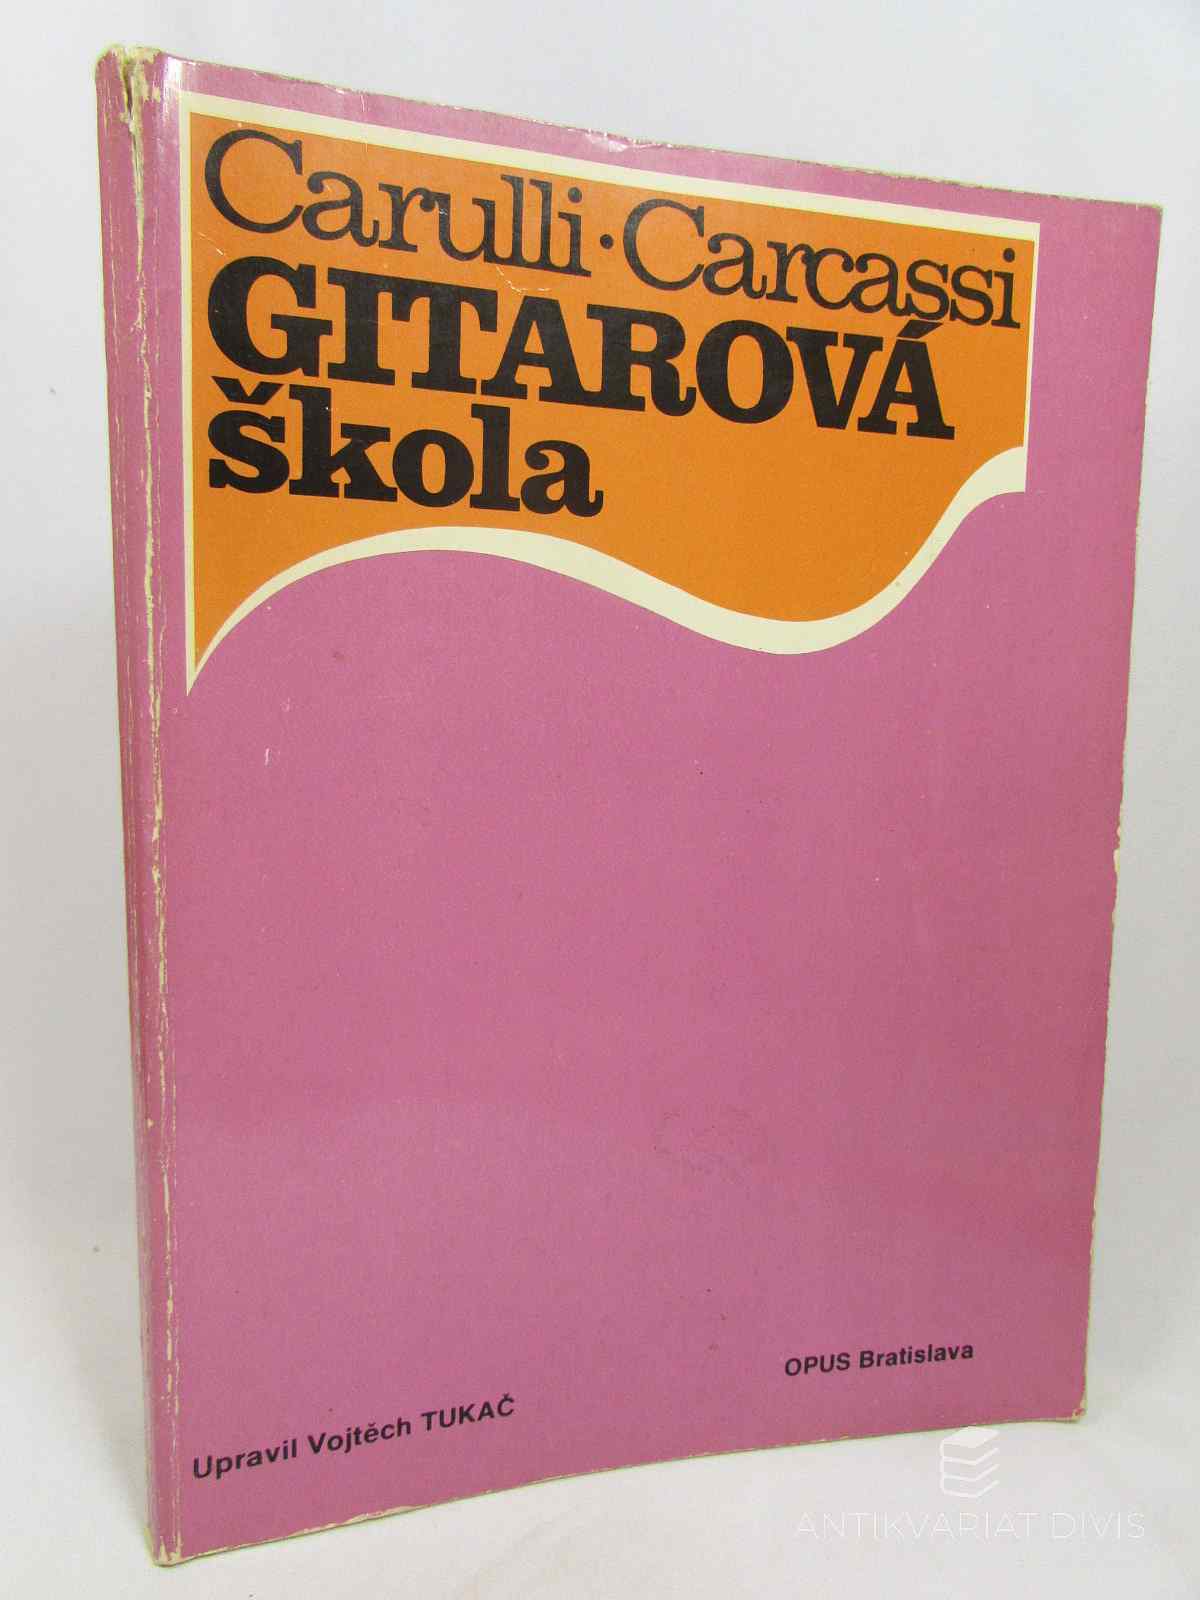 Carulli·Carcassi
GITAROVÁ
škola
OPUS Bratislava
Upravil Vojtěch TUKAČ
ANTIKVARIAT DIVIS